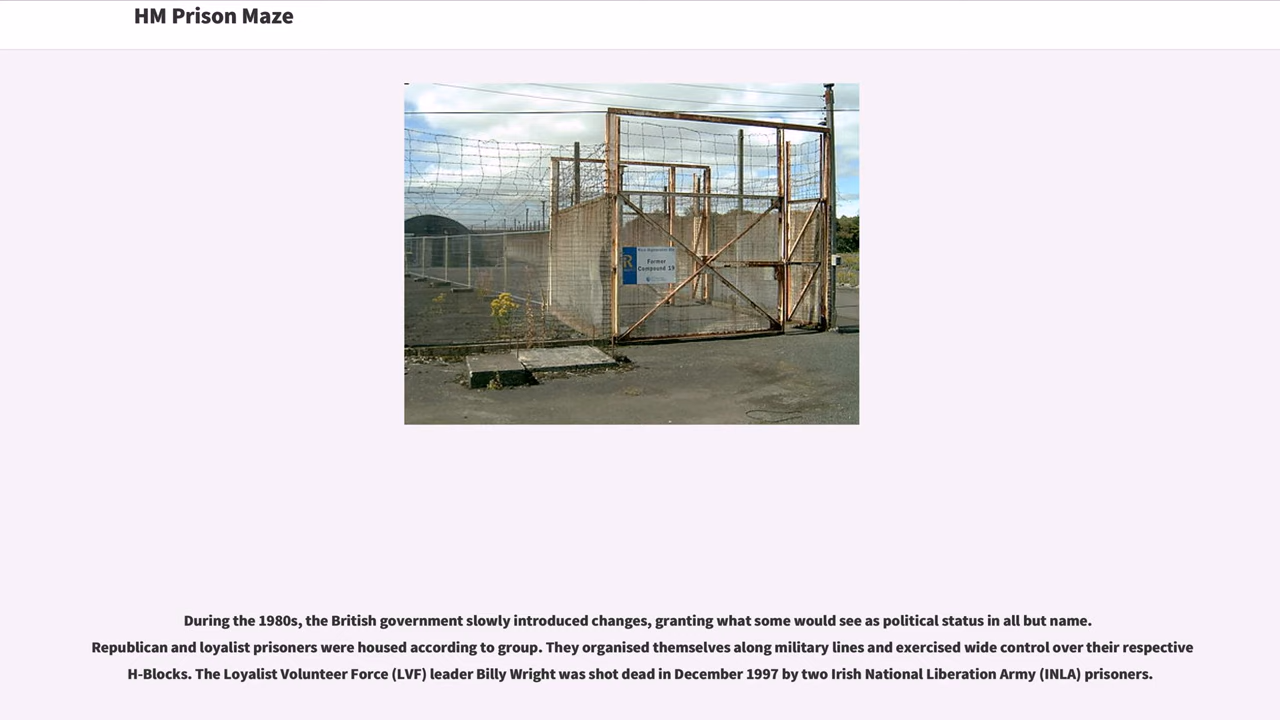 HM Prison Maze
R
Former
Compound 19
During the 1980s, the British government slowly introduced changes, granting what some would see as political status in all but name.
Republican and loyalist prisoners were housed according to group. They organised themselves along military lines and exercised wide control over their respective
H-Blocks. The Loyalist Volunteer Force (LVF) leader Billy Wright was shot dead in December 1997 by two Irish National Liberation Army (INLA) prisoners.